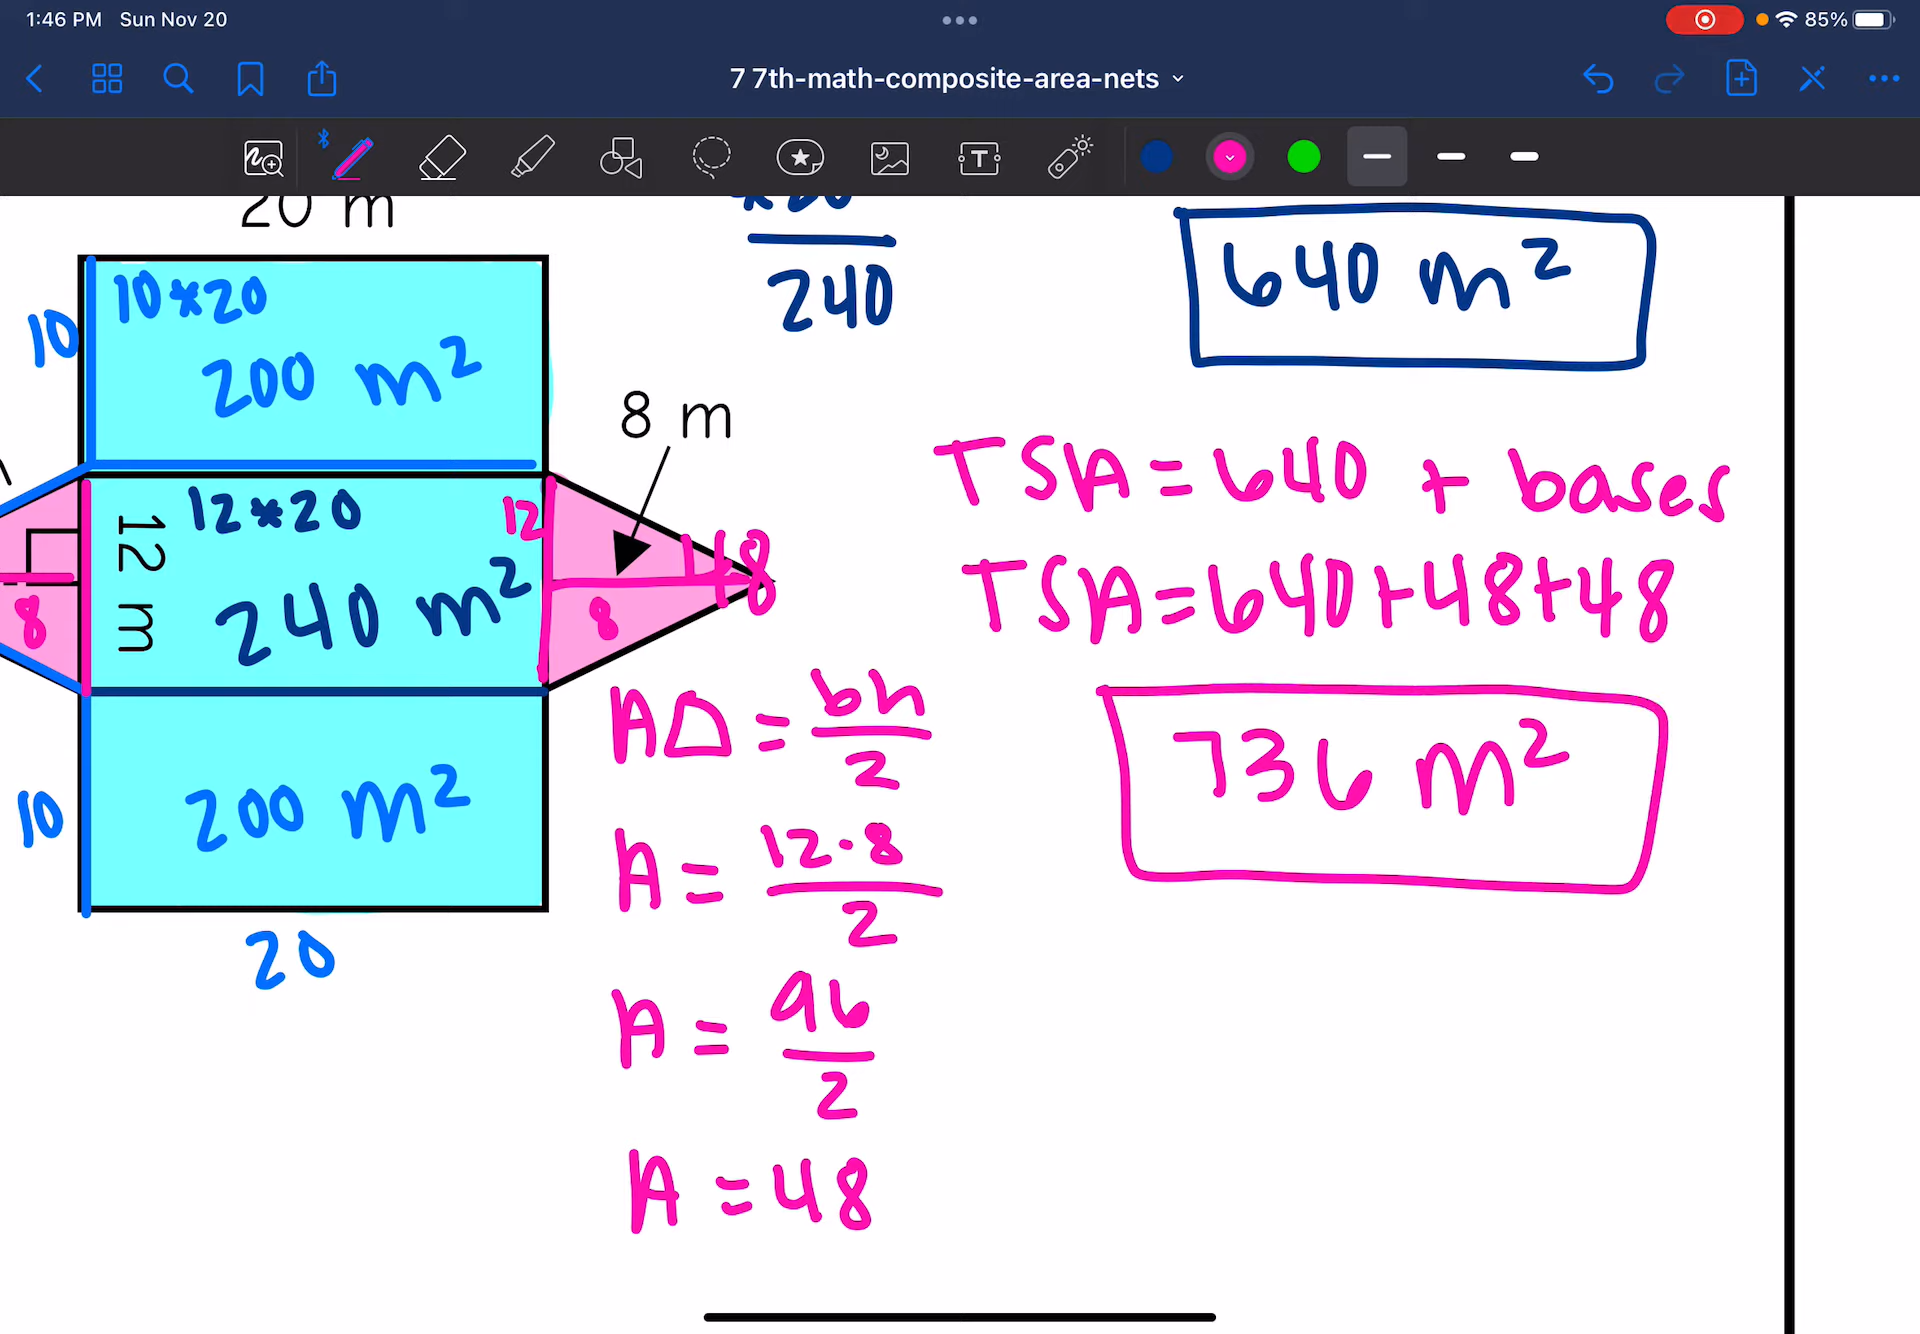 1:46 PM Sun Nov 20
85%
7 7th-math-composite-area-nets
T
20 m
240
640 m²
10
10*20
200 m²
8 m
TSA = 640 + bases
12 m
12*20
240 m²
12
8
8
48
TSA = 640+48+48
A△ = bh/2
736 m²
10
200 m²
A = 12·8/2
20
A = 96/2
A = 48